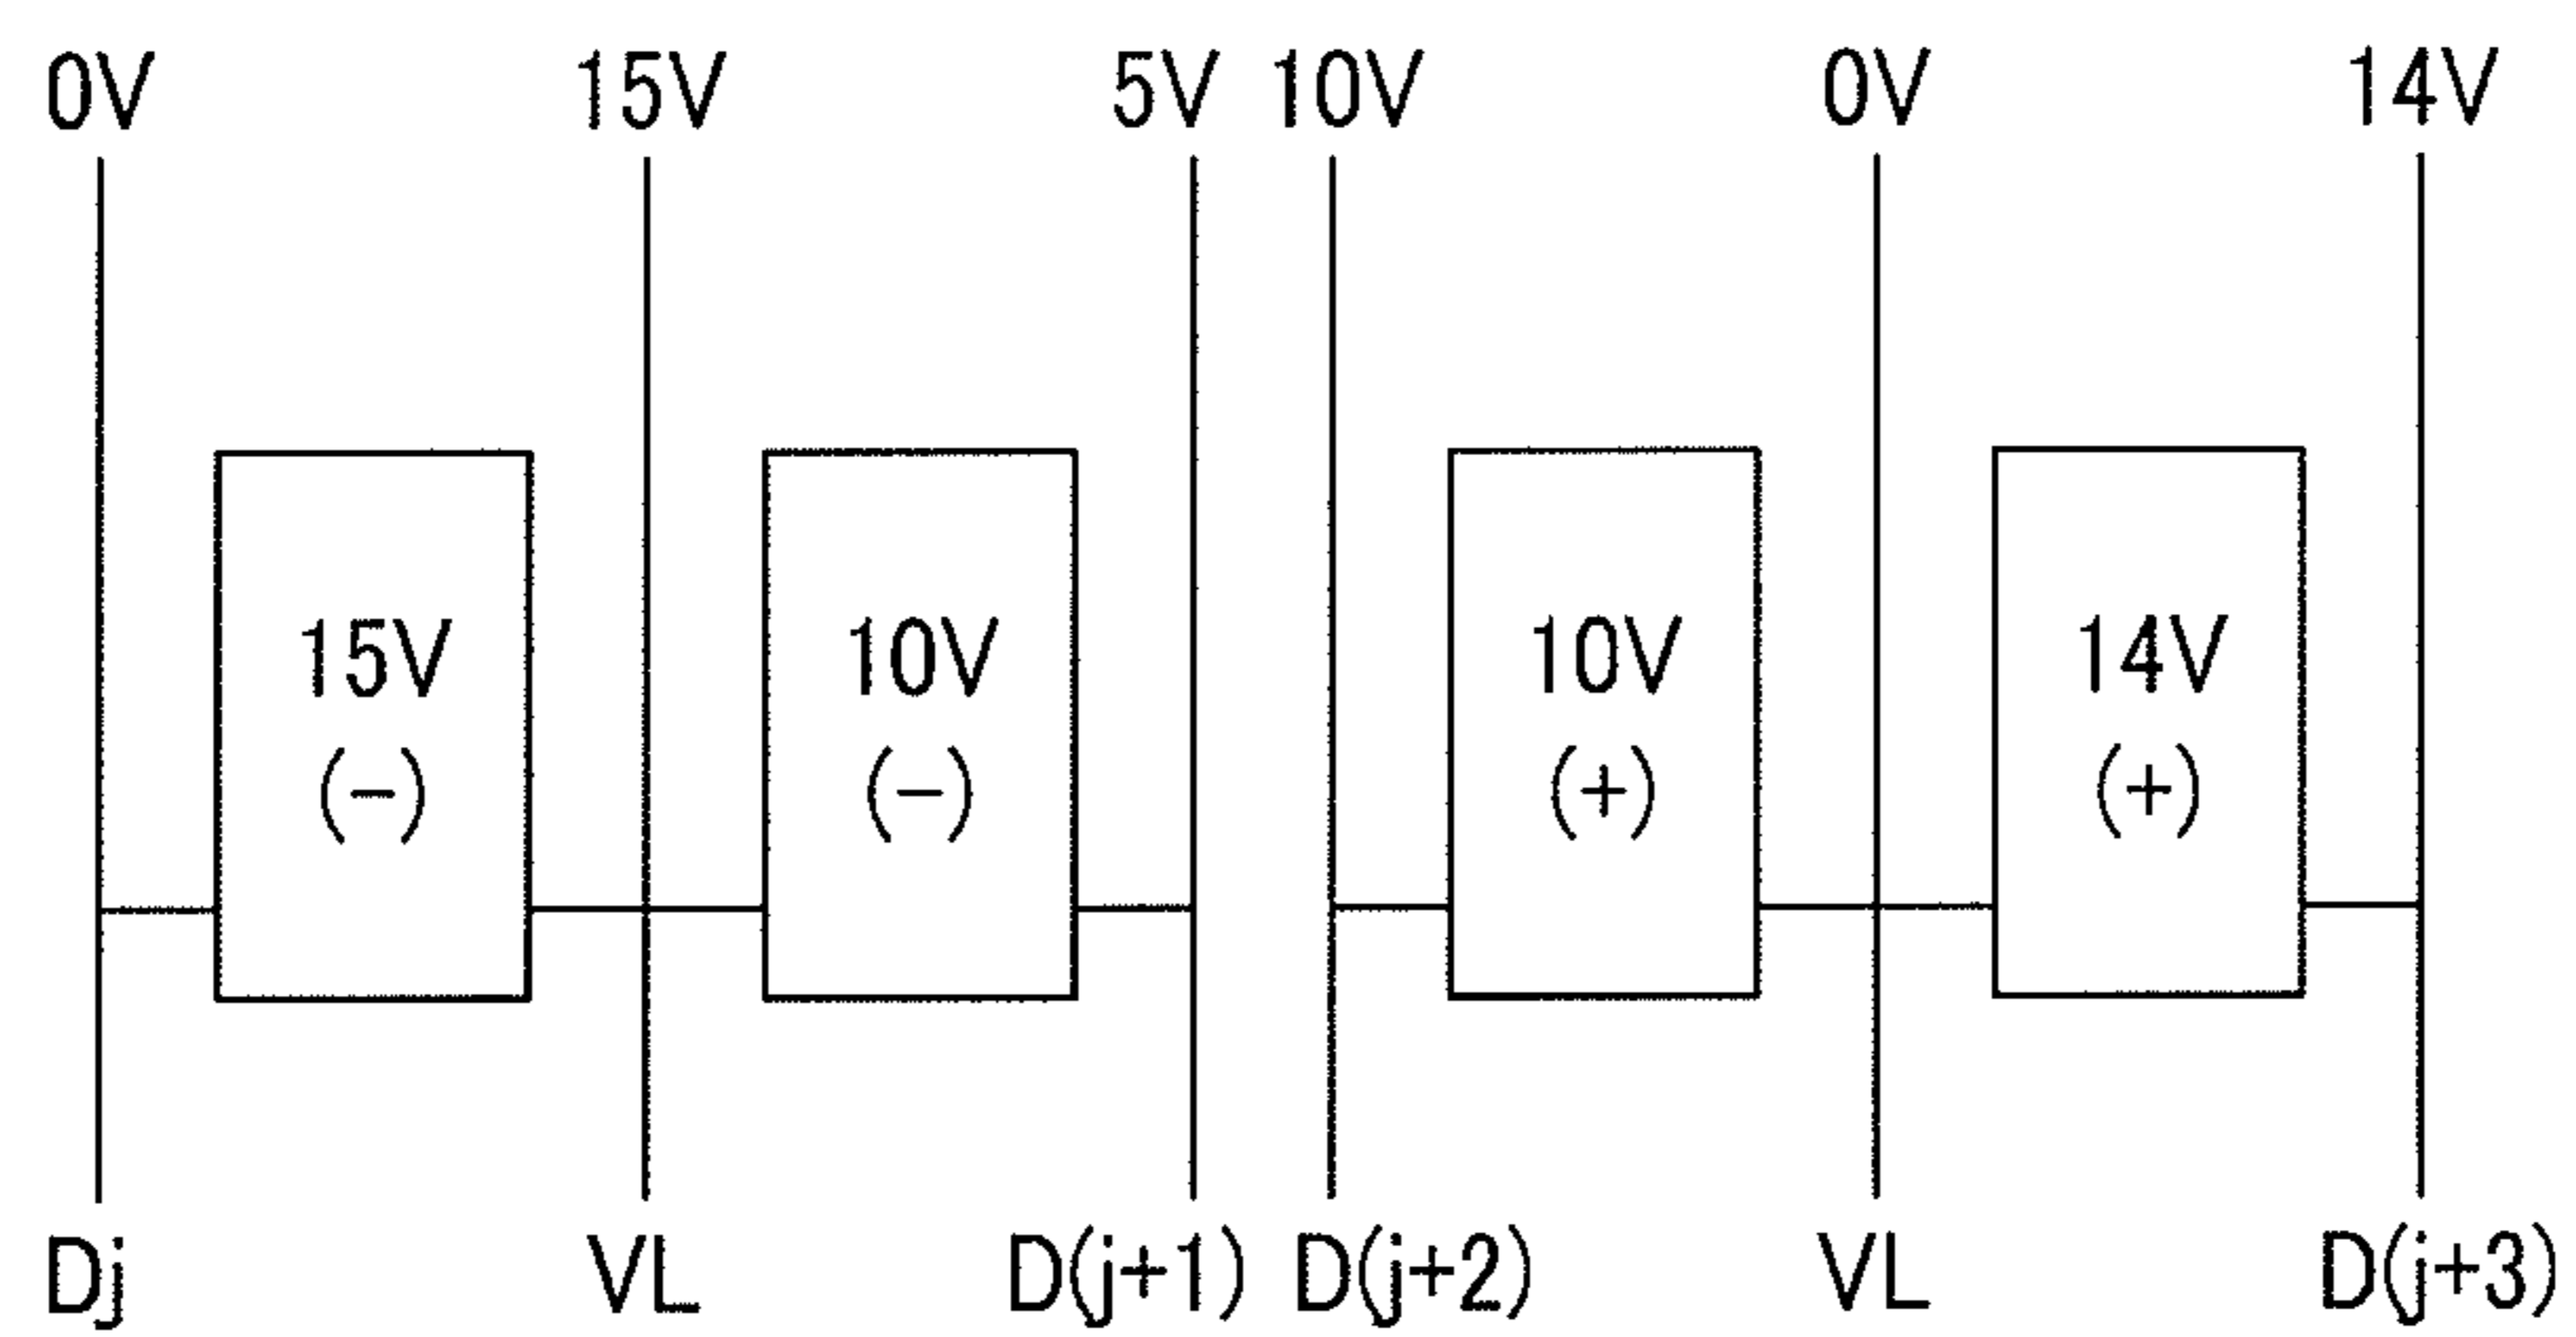 0V 15V 5V 10V 0V 14V
15V 10V 10V 14V
(-) (-) (+) (+)
Dj VL D(j+1) D(j+2) VL D(j+3)